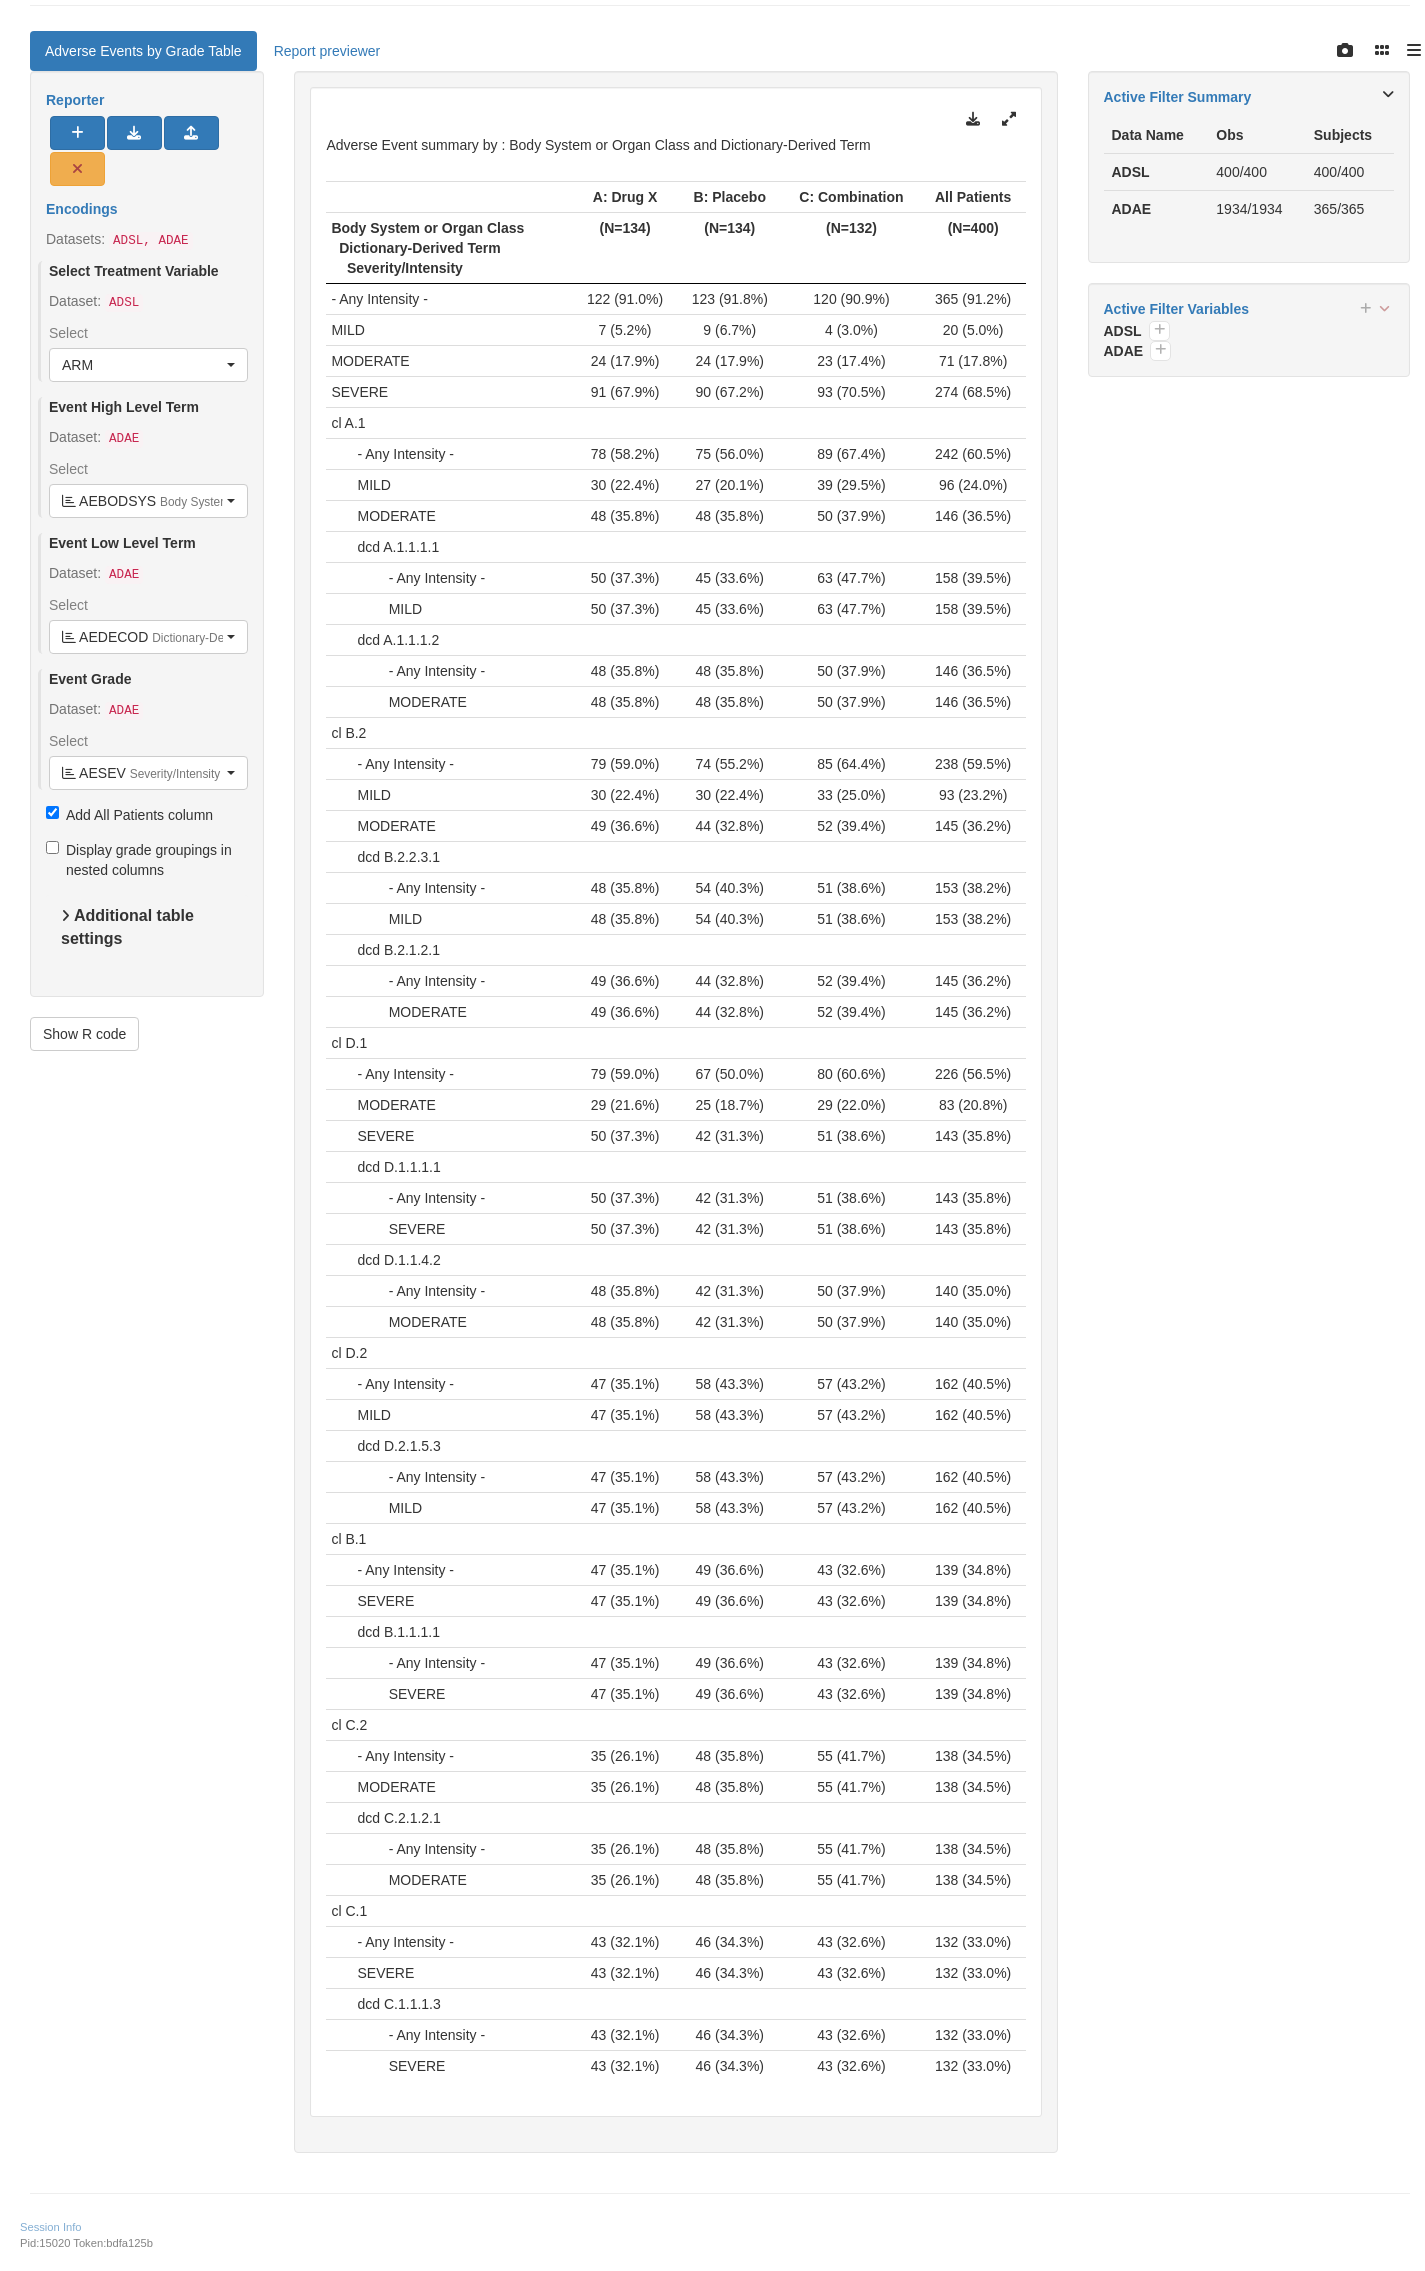 Adverse Events by Grade Table
Report previewer
Reporter
Encodings
Datasets: ADSL, ADAE
Select Treatment Variable
Dataset: ADSL
Select
ARM
Event High Level Term
Dataset: ADAE
Select
AEBODSYS Body System
Event Low Level Term
Dataset: ADAE
Select
AEDECOD Dictionary-De
Event Grade
Dataset: ADAE
Select
AESEV Severity/Intensity
Add All Patients column
Display grade groupings in
nested columns
Additional table
settings
Show R code
Adverse Event summary by : Body System or Organ Class and Dictionary-Derived Term
A: Drug X B: Placebo C: Combination All Patients
Body System or Organ Class (N=134) (N=134) (N=132) (N=400)
Dictionary-Derived Term
Severity/Intensity
- Any Intensity - 122 (91.0%) 123 (91.8%) 120 (90.9%) 365 (91.2%)
MILD 7 (5.2%) 9 (6.7%) 4 (3.0%) 20 (5.0%)
MODERATE 24 (17.9%) 24 (17.9%) 23 (17.4%) 71 (17.8%)
SEVERE 91 (67.9%) 90 (67.2%) 93 (70.5%) 274 (68.5%)
cl A.1
- Any Intensity - 78 (58.2%) 75 (56.0%) 89 (67.4%) 242 (60.5%)
MILD 30 (22.4%) 27 (20.1%) 39 (29.5%) 96 (24.0%)
MODERATE 48 (35.8%) 48 (35.8%) 50 (37.9%) 146 (36.5%)
dcd A.1.1.1.1
- Any Intensity - 50 (37.3%) 45 (33.6%) 63 (47.7%) 158 (39.5%)
MILD 50 (37.3%) 45 (33.6%) 63 (47.7%) 158 (39.5%)
dcd A.1.1.1.2
- Any Intensity - 48 (35.8%) 48 (35.8%) 50 (37.9%) 146 (36.5%)
MODERATE 48 (35.8%) 48 (35.8%) 50 (37.9%) 146 (36.5%)
cl B.2
- Any Intensity - 79 (59.0%) 74 (55.2%) 85 (64.4%) 238 (59.5%)
MILD 30 (22.4%) 30 (22.4%) 33 (25.0%) 93 (23.2%)
MODERATE 49 (36.6%) 44 (32.8%) 52 (39.4%) 145 (36.2%)
dcd B.2.2.3.1
- Any Intensity - 48 (35.8%) 54 (40.3%) 51 (38.6%) 153 (38.2%)
MILD 48 (35.8%) 54 (40.3%) 51 (38.6%) 153 (38.2%)
dcd B.2.1.2.1
- Any Intensity - 49 (36.6%) 44 (32.8%) 52 (39.4%) 145 (36.2%)
MODERATE 49 (36.6%) 44 (32.8%) 52 (39.4%) 145 (36.2%)
cl D.1
- Any Intensity - 79 (59.0%) 67 (50.0%) 80 (60.6%) 226 (56.5%)
MODERATE 29 (21.6%) 25 (18.7%) 29 (22.0%) 83 (20.8%)
SEVERE 50 (37.3%) 42 (31.3%) 51 (38.6%) 143 (35.8%)
dcd D.1.1.1.1
- Any Intensity - 50 (37.3%) 42 (31.3%) 51 (38.6%) 143 (35.8%)
SEVERE 50 (37.3%) 42 (31.3%) 51 (38.6%) 143 (35.8%)
dcd D.1.1.4.2
- Any Intensity - 48 (35.8%) 42 (31.3%) 50 (37.9%) 140 (35.0%)
MODERATE 48 (35.8%) 42 (31.3%) 50 (37.9%) 140 (35.0%)
cl D.2
- Any Intensity - 47 (35.1%) 58 (43.3%) 57 (43.2%) 162 (40.5%)
MILD 47 (35.1%) 58 (43.3%) 57 (43.2%) 162 (40.5%)
dcd D.2.1.5.3
- Any Intensity - 47 (35.1%) 58 (43.3%) 57 (43.2%) 162 (40.5%)
MILD 47 (35.1%) 58 (43.3%) 57 (43.2%) 162 (40.5%)
cl B.1
- Any Intensity - 47 (35.1%) 49 (36.6%) 43 (32.6%) 139 (34.8%)
SEVERE 47 (35.1%) 49 (36.6%) 43 (32.6%) 139 (34.8%)
dcd B.1.1.1.1
- Any Intensity - 47 (35.1%) 49 (36.6%) 43 (32.6%) 139 (34.8%)
SEVERE 47 (35.1%) 49 (36.6%) 43 (32.6%) 139 (34.8%)
cl C.2
- Any Intensity - 35 (26.1%) 48 (35.8%) 55 (41.7%) 138 (34.5%)
MODERATE 35 (26.1%) 48 (35.8%) 55 (41.7%) 138 (34.5%)
dcd C.2.1.2.1
- Any Intensity - 35 (26.1%) 48 (35.8%) 55 (41.7%) 138 (34.5%)
MODERATE 35 (26.1%) 48 (35.8%) 55 (41.7%) 138 (34.5%)
cl C.1
- Any Intensity - 43 (32.1%) 46 (34.3%) 43 (32.6%) 132 (33.0%)
SEVERE 43 (32.1%) 46 (34.3%) 43 (32.6%) 132 (33.0%)
dcd C.1.1.1.3
- Any Intensity - 43 (32.1%) 46 (34.3%) 43 (32.6%) 132 (33.0%)
SEVERE 43 (32.1%) 46 (34.3%) 43 (32.6%) 132 (33.0%)
Active Filter Summary
Data Name Obs Subjects
ADSL 400/400 400/400
ADAE 1934/1934 365/365
Active Filter Variables
ADSL
ADAE
Session Info
Pid:15020 Token:bdfa125b